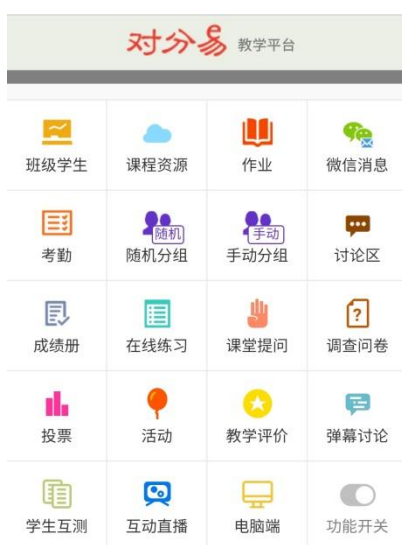 对分易 教学平台
班级学生 课程资源 作业 微信消息
随机 手动
考勤 随机分组 手动分组 讨论区
成绩册 在线练习 课堂提问 调查问卷
投票 活动 教学评价 弹幕讨论
学生互测 互动直播 电脑端 功能开关